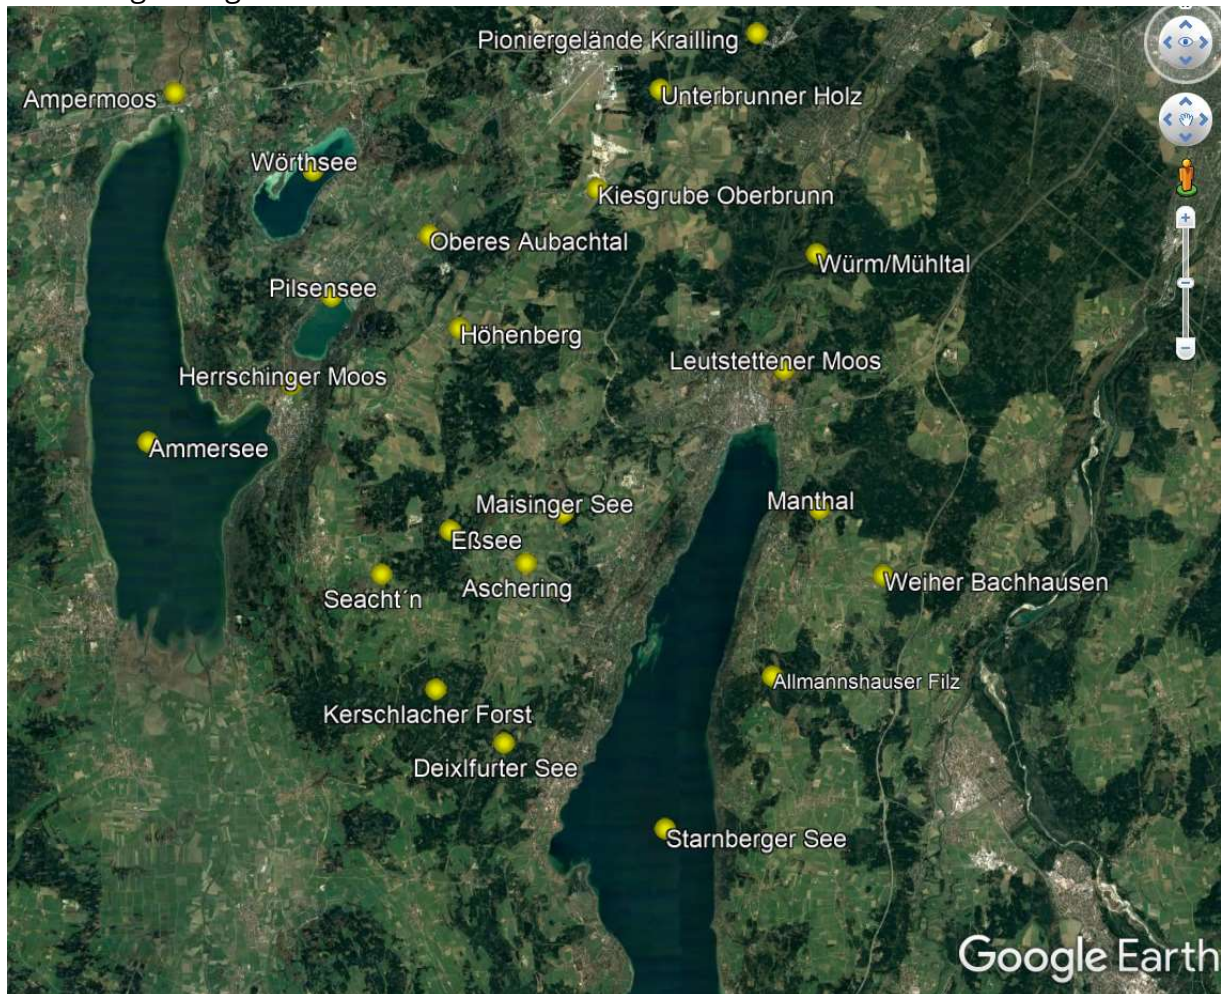 Pioniergelände Krailling
Ampermoos
Unterbrunner Holz
Wörthsee
Kiesgrube Oberbrunn
Oberes Aubachtal
Würm/Mühltal
Pilsensee
Höhenberg
Leutstettener Moos
Herrschinger Moos
Ammersee
Maisinger See
Manthal
Eßsee
Aschering
Weiher Bachhausen
Seacht´n
Allmannshauser Filz
Kerschlacher Forst
Deixlfurter See
Starnberger See
Google Earth